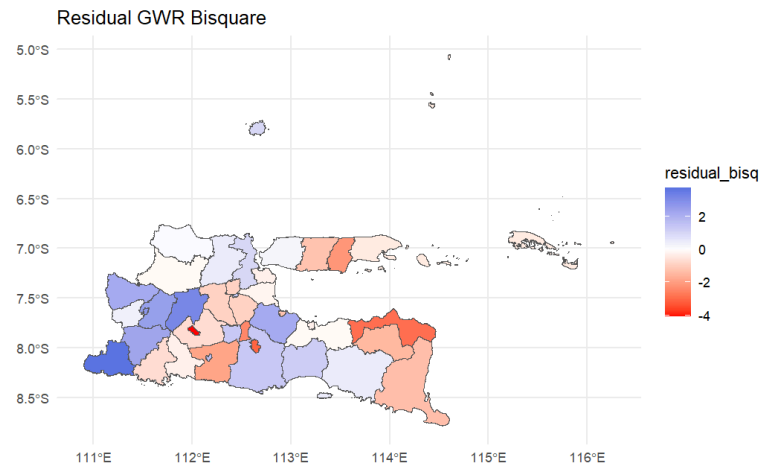 Residual GWR Bisquare
5.0°S
5.5°S
6.0°S
6.5°S
7.0°S
7.5°S
8.0°S
8.5°S
111°E 112°E 113°E 114°E 115°E 116°E
residual_bisq
2
0
-2
-4